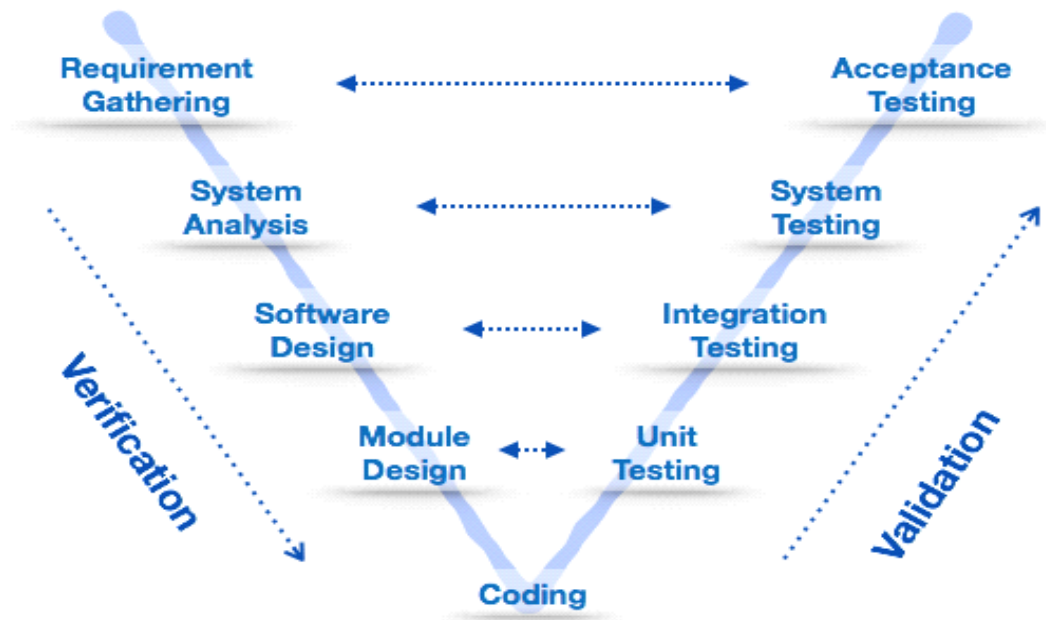 Requirement
Gathering
Acceptance
Testing
System
Analysis
System
Testing
Software
Design
Integration
Testing
Module
Design
Unit
Testing
Coding
Verification
Validation